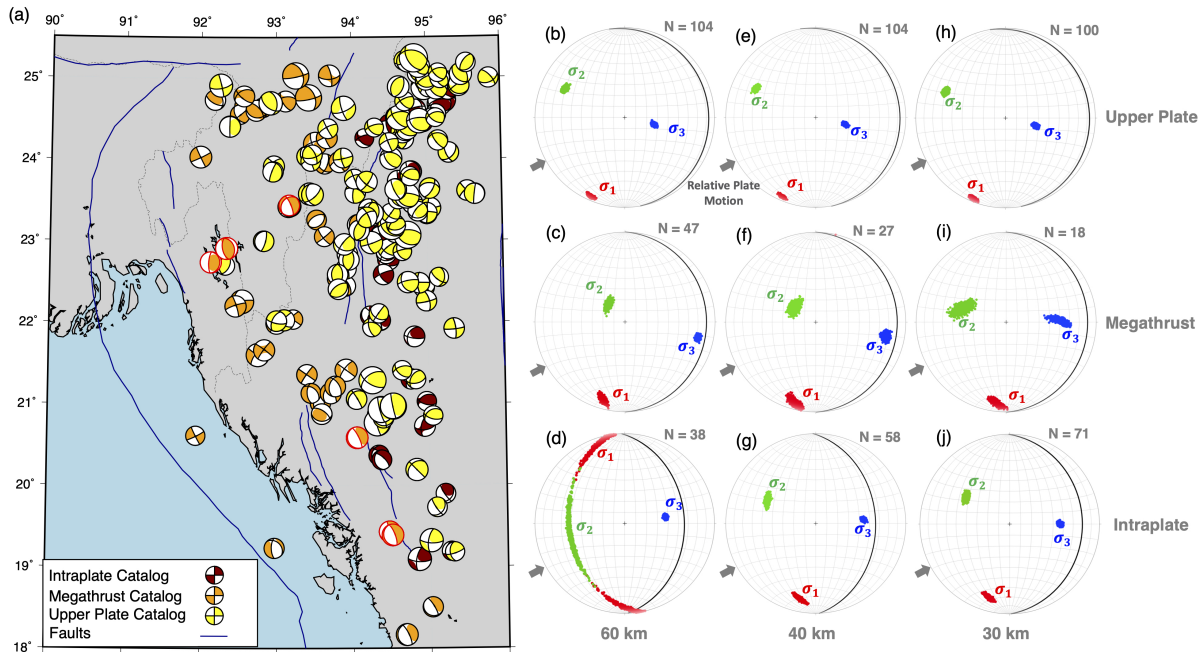 (a)
90˚ 91˚ 92˚ 93˚ 94˚ 95˚ 96˚
25˚
24˚
23˚
22˚
21˚
20˚
19˚
18˚
Intraplate Catalog
Megathrust Catalog
Upper Plate Catalog
Faults
(b) N = 104 (e) N = 104 (h) N = 100
σ2 σ2 σ2
σ3 σ3 σ3
Upper Plate
σ1 σ1 σ1
Relative Plate
Motion
(c) N = 47 (f) N = 27 (i) N = 18
σ2 σ2 σ2
σ3 σ3 σ3
Megathrust
σ1 σ1 σ1
(d) N = 38 (g) N = 58 (j) N = 71
σ1 σ2 σ2
σ3 σ3 σ3
σ2
Intraplate
σ1 σ1
60 km 40 km 30 km